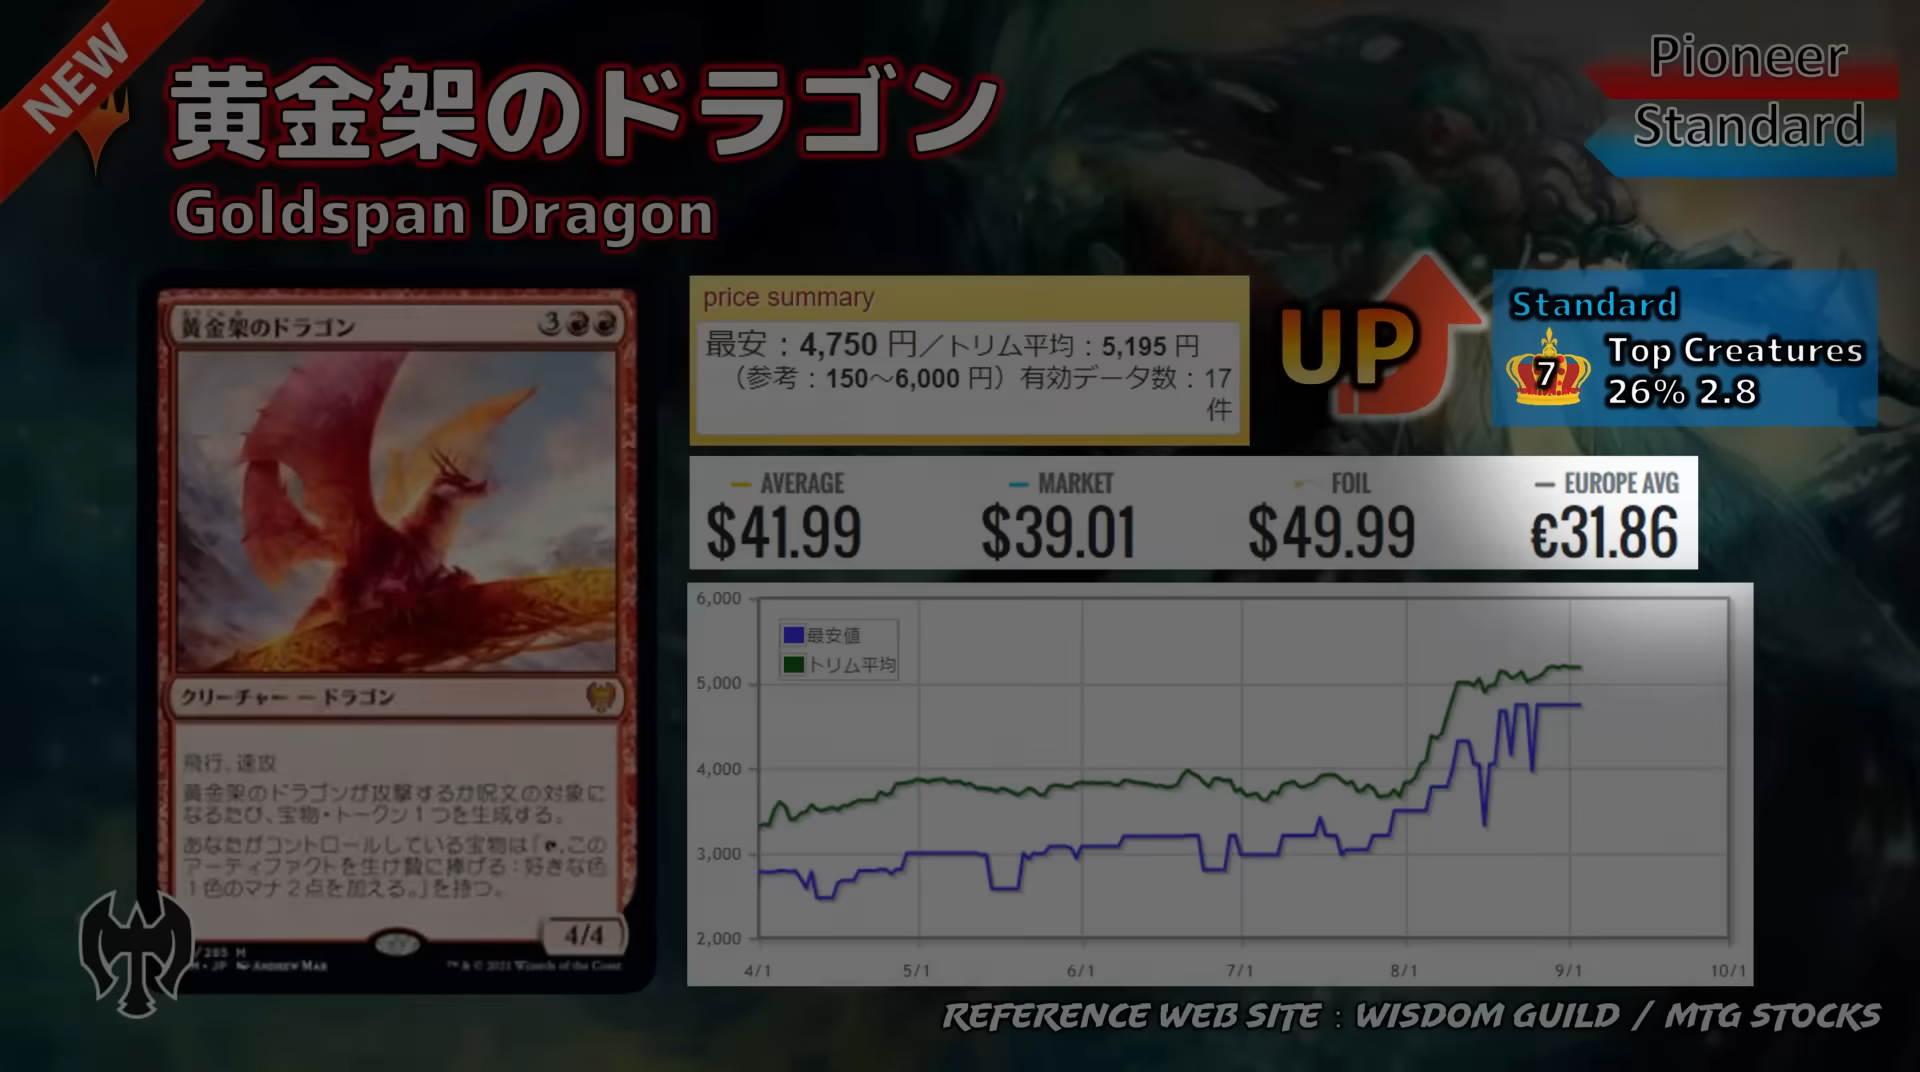 NEW
黄金架のドラゴン
Goldspan Dragon
Pioneer
Standard
黄金架のドラゴン
3
クリーチャー — ドラゴン
飛行、速攻
黄金架のドラゴンが攻撃するか呪文の対象に
なるたび、宝物・トークン1つを生成する。
あなたがコントロールしている宝物は「,この
アーティファクトを生け贄に捧げる：好きな色
1色のマナ2点を加える。」を持つ。
4/4
/285 M
JP ANDREW MAR
™ & © 2021 Wizards of the Coast
price summary
最安：4,750 円／トリム平均：5,195 円
（参考：150～6,000 円）有効データ数：17
件
UP
Standard
7
Top Creatures
26% 2.8
AVERAGE
$41.99
MARKET
$39.01
FOIL
$49.99
EUROPE AVG
€31.86
最安値
トリム平均
6,000
5,000
4,000
3,000
2,000
4/1
5/1
6/1
7/1
8/1
9/1
10/1
REFERENCE WEB SITE : WISDOM GUILD / MTG STOCKS